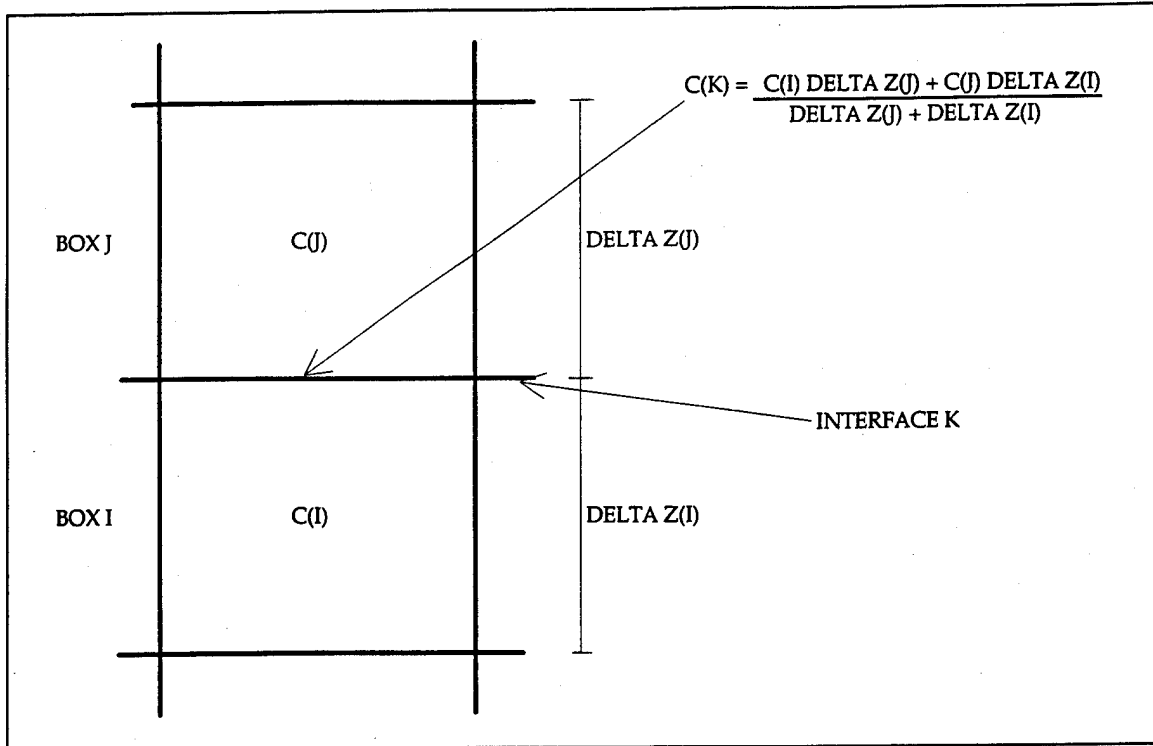 C(K) = C(I) DELTA Z(J) + C(J) DELTA Z(I)
DELTA Z(J) + DELTA Z(I)
BOX J
C(J)
DELTA Z(J)
INTERFACE K
BOX I
C(I)
DELTA Z(I)